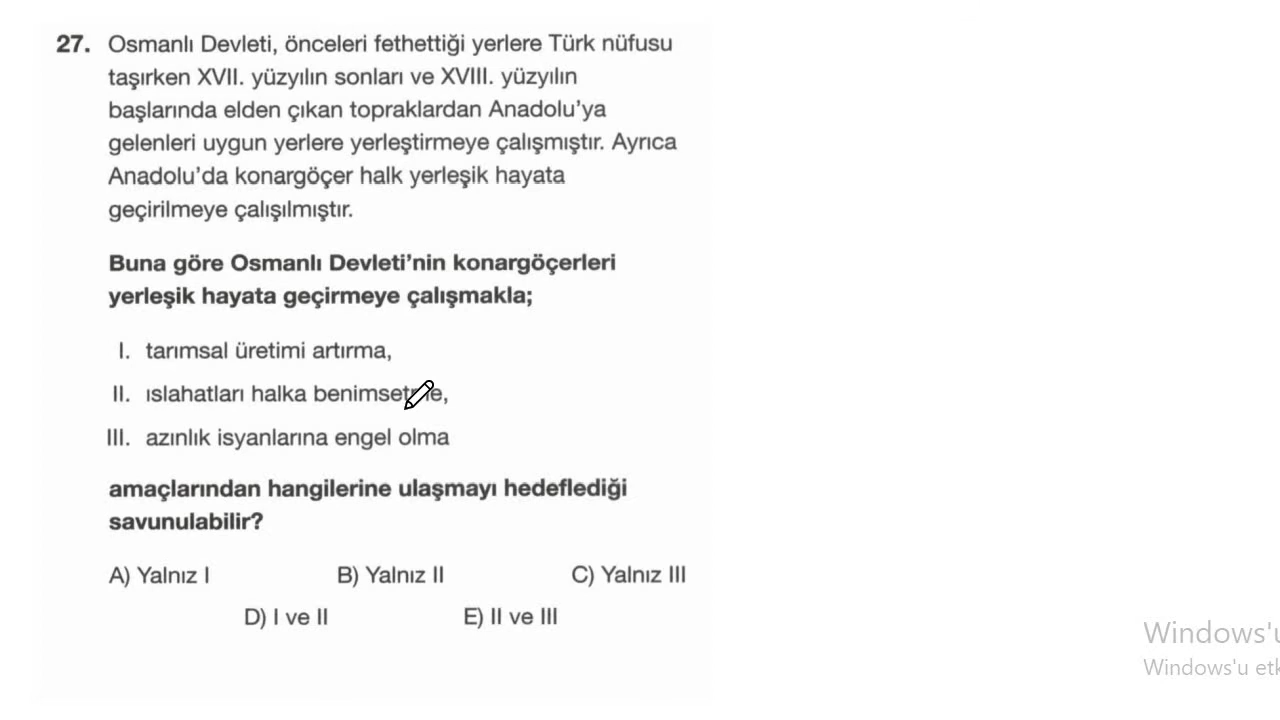 27. Osmanlı Devleti, önceleri fethettiği yerlere Türk nüfusu
taşırken XVII. yüzyılın sonları ve XVIII. yüzyılın
başlarında elden çıkan topraklardan Anadolu'ya
gelenleri uygun yerlere yerleştirmeye çalışmıştır. Ayrıca
Anadolu'da konargöçer halk yerleşik hayata
geçirilmeye çalışılmıştır.
Buna göre Osmanlı Devleti'nin konargöçerleri
yerleşik hayata geçirmeye çalışmakla;
I. tarımsal üretimi artırma,
II. ıslahatları halka benimsetme,
III. azınlık isyanlarına engel olma
amaçlarından hangilerine ulaşmayı hedeflediği
savunulabilir?
A) Yalnız I B) Yalnız II C) Yalnız III
D) I ve II E) II ve III
Windows'u
Windows'u etk